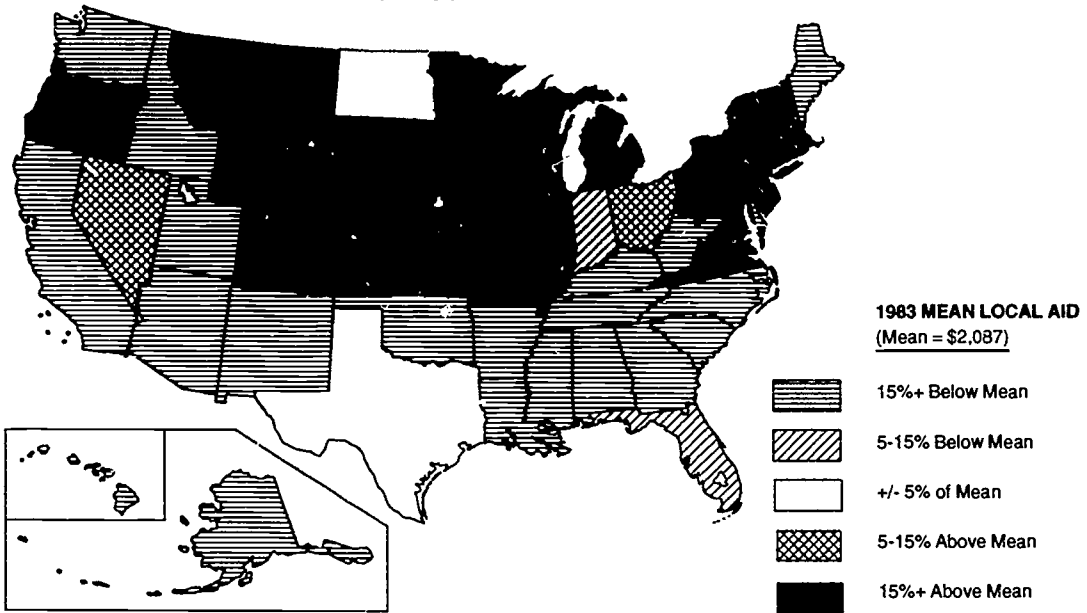 1983 MEAN LOCAL AID
(Mean = $2,087)
15%+ Below Mean
5-15% Below Mean
+/- 5% of Mean
5-15% Above Mean
15%+ Above Mean